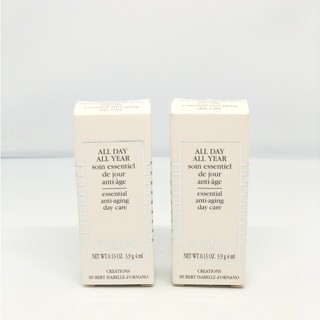 ALL DAY
ALL YEAR
soin essentiel
de jour
anti-âge
essential
anti-aging
day care
NET WT. 0.13 OZ. 3.9 g 4 ml
CREATIONS
HUBERT ISABELLE D'ORNANO
ALL DAY
ALL YEAR
soin essentiel
de jour
anti-âge
essential
anti-aging
day care
NET WT. 0.13 OZ. 3.9 g 4 ml
CREATIONS
HUBERT ISABELLE D'ORNANO